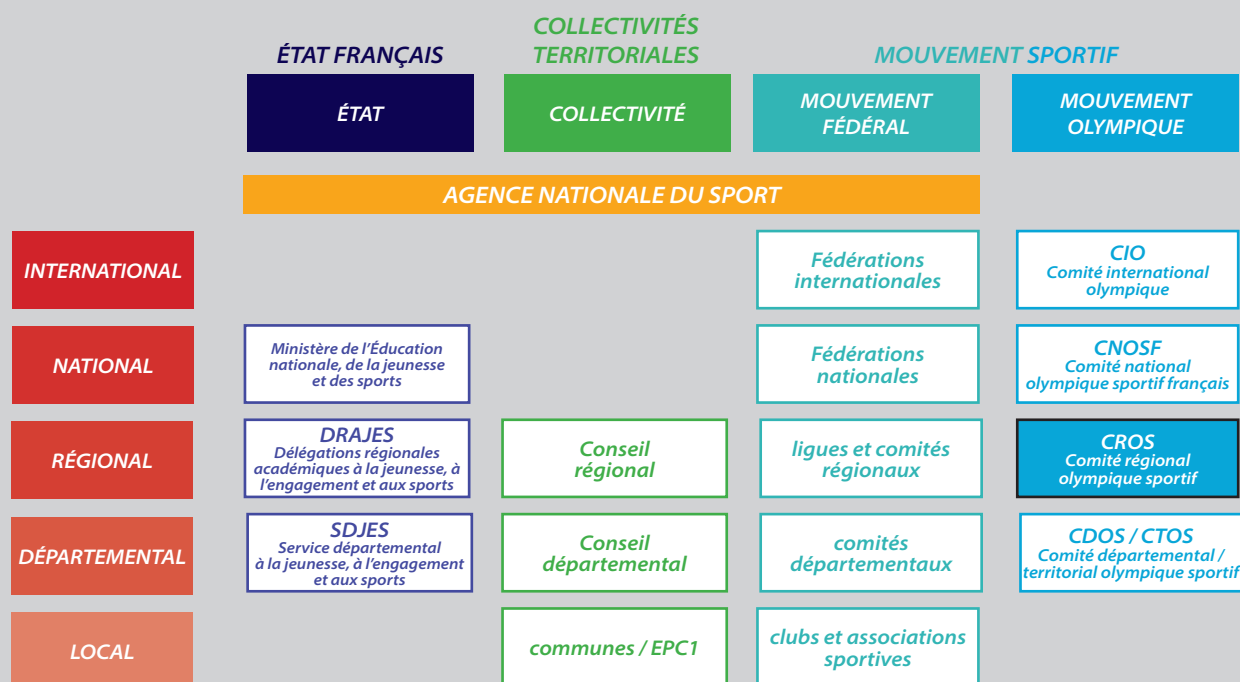 ÉTAT FRANÇAIS
COLLECTIVITÉS
TERRITORIALES
MOUVEMENT SPORTIF
ÉTAT
COLLECTIVITÉ
MOUVEMENT
FÉDÉRAL
MOUVEMENT
OLYMPIQUE
AGENCE NATIONALE DU SPORT
INTERNATIONAL
Fédérations
internationales
CIO
Comité international
olympique
NATIONAL
Ministère de l'Éducation
nationale, de la jeunesse
et des sports
Fédérations
nationales
CNOSF
Comité national
olympique sportif français
RÉGIONAL
DRAJES
Délégations régionales
académiques à la jeunesse, à
l'engagement et aux sports
Conseil
régional
ligues et comités
régionaux
CROS
Comité régional
olympique sportif
DÉPARTEMENTAL
SDJES
Service départemental
à la jeunesse, à l'engagement
et aux sports
Conseil
départemental
comités
départementaux
CDOS / CTOS
Comité départemental /
territorial olympique sportif
LOCAL
communes / EPC1
clubs et associations
sportives